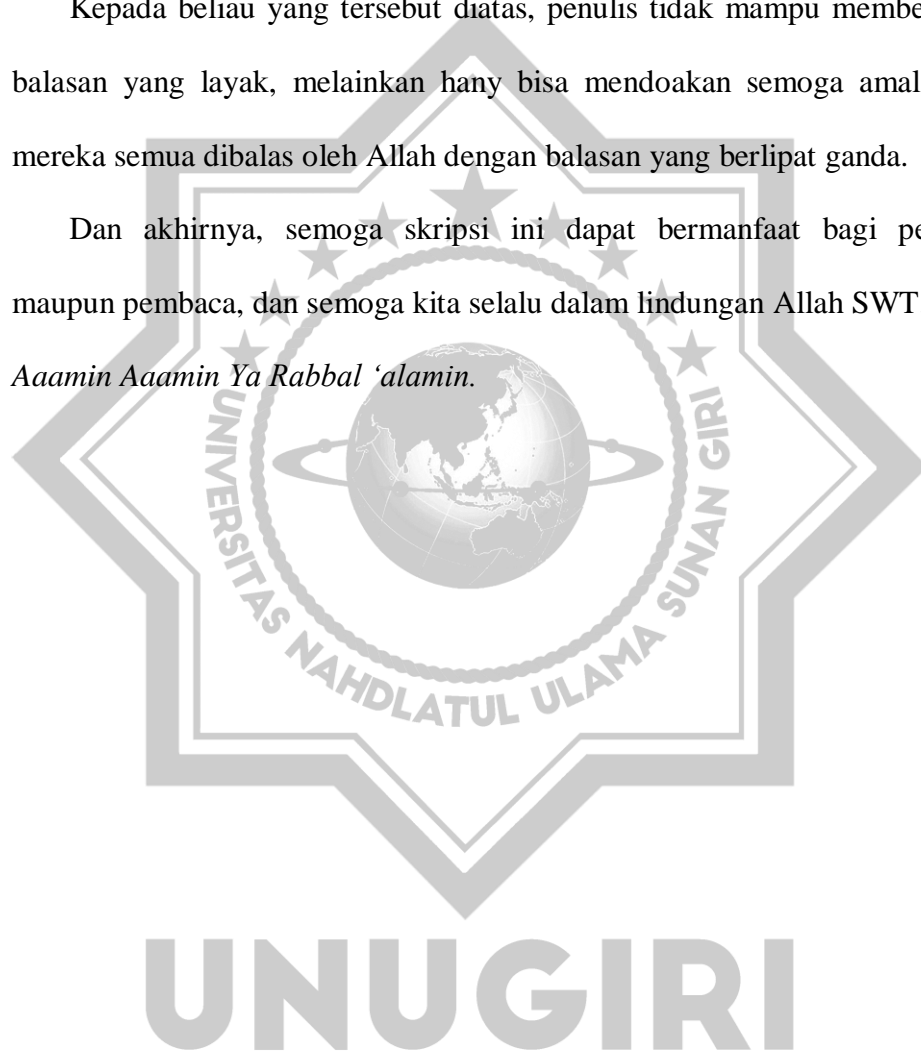 Kepada beliau yang tersebut diatas, penulis tidak mampu membe
balasan yang layak, melainkan hany bisa mendoakan semoga amal
mereka semua dibalas oleh Allah dengan balasan yang berlipat ganda.
Dan akhirnya, semoga skripsi ini dapat bermanfaat bagi pe
maupun pembaca, dan semoga kita selalu dalam lindungan Allah SWT
Aaamin Aaamin Ya Rabbal ‘alamin.
UNIVERSITAS NAHDLATUL ULAMA SUNAN GIRI
UNUGIRI